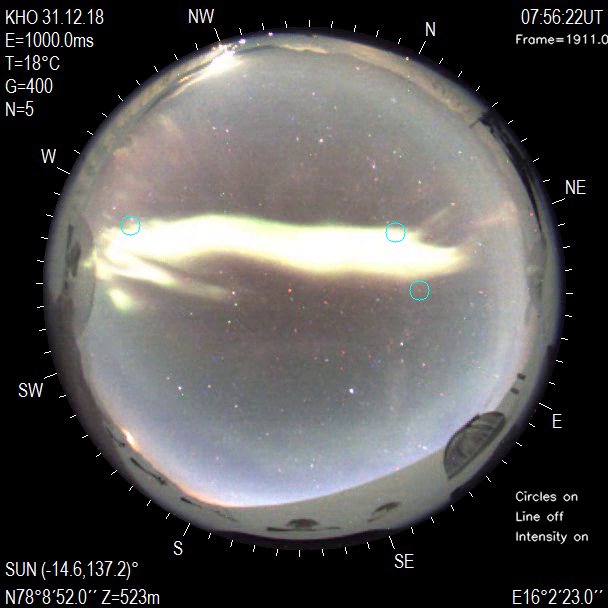 KHO 31.12.18
E=1000.0ms
T=18°C
G=400
N=5
07:56:22UT
Frame=1911.0
NW
N
W
NE
SW
E
S
SE
Circles on
Line off
Intensity on
SUN (-14.6,137.2)°
N78°8´52.0´´ Z=523m
E16°2´23.0´´